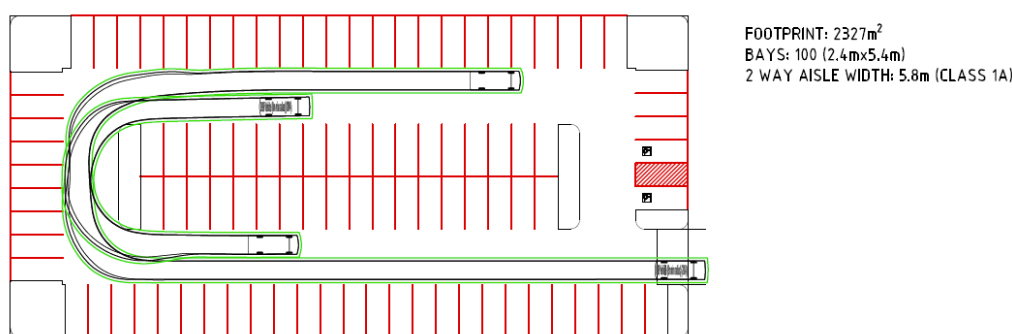 FOOTPRINT: 2327m²
BAYS: 100 (2.4mx5.4m)
2 WAY AISLE WIDTH: 5.8m (CLASS 1A)